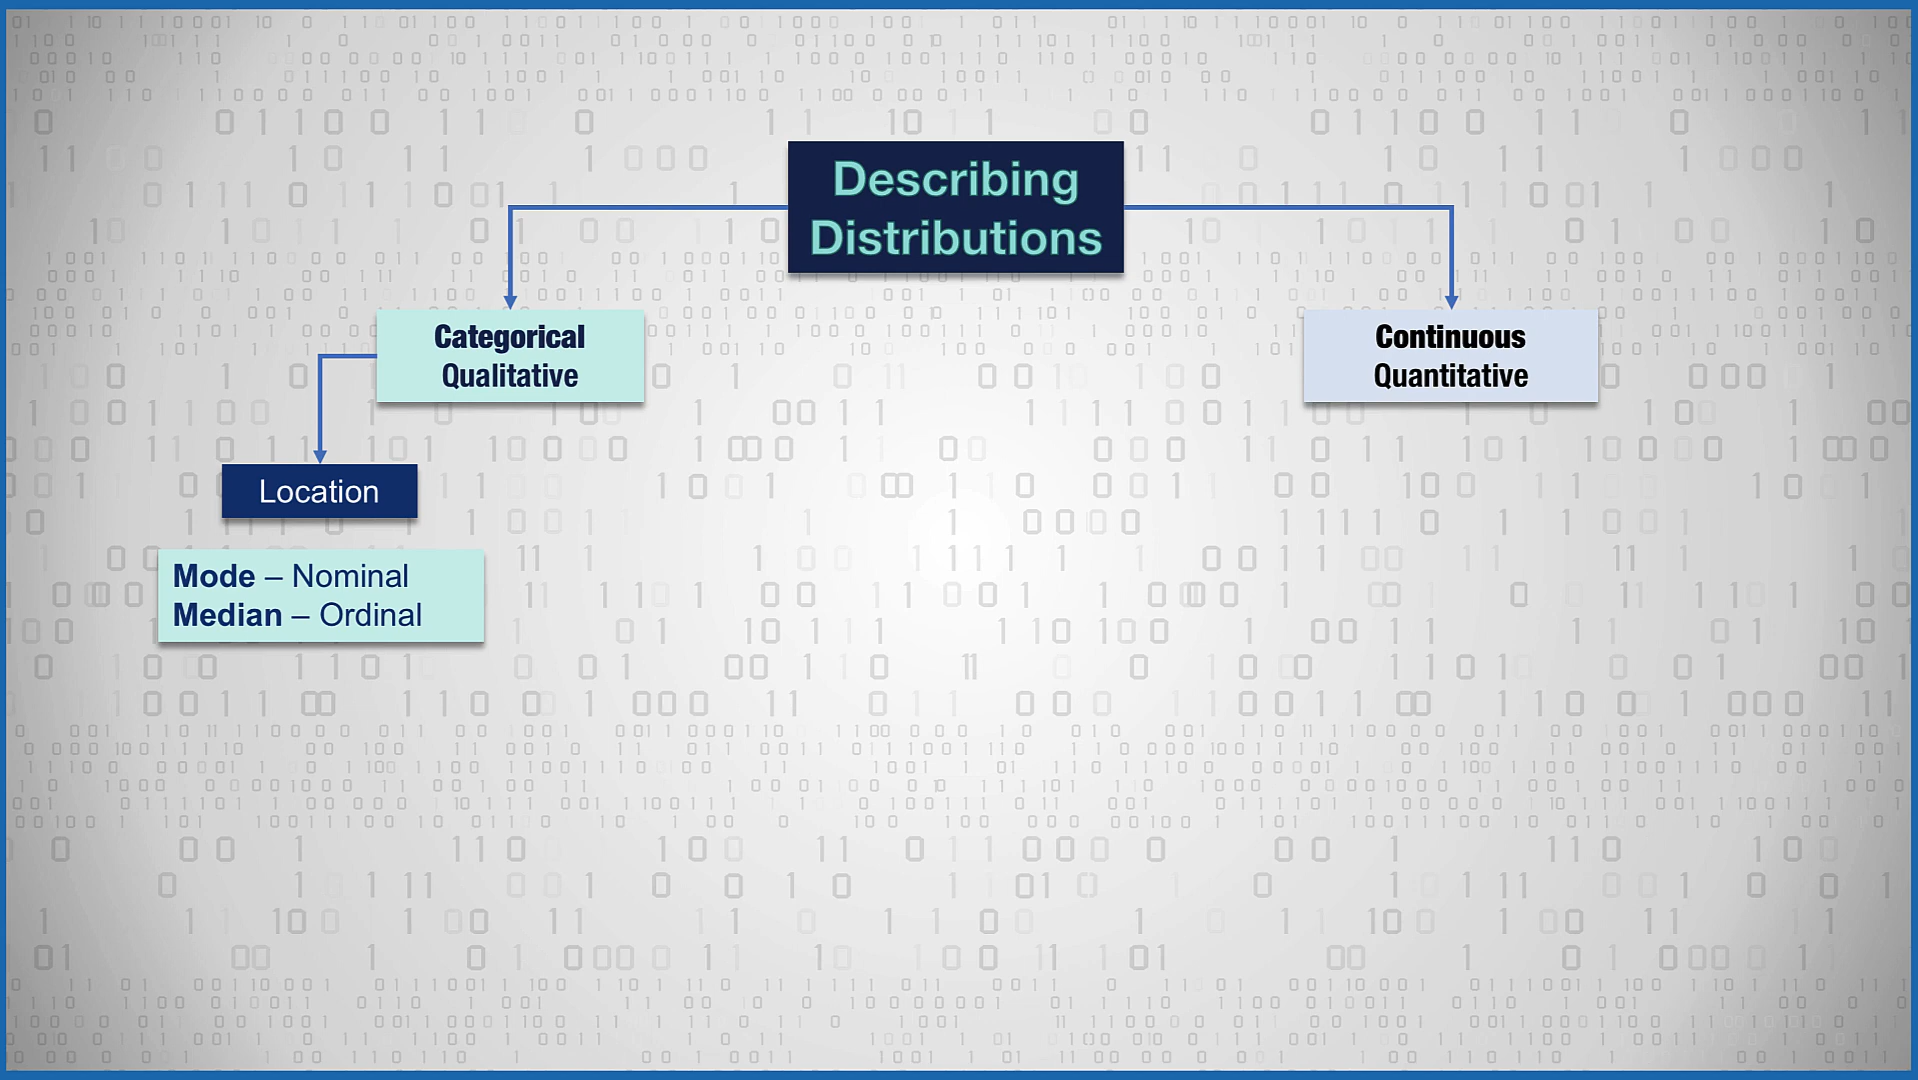 Describing
Distributions
Categorical
Qualitative
Continuous
Quantitative
Location
Mode – Nominal
Median – Ordinal